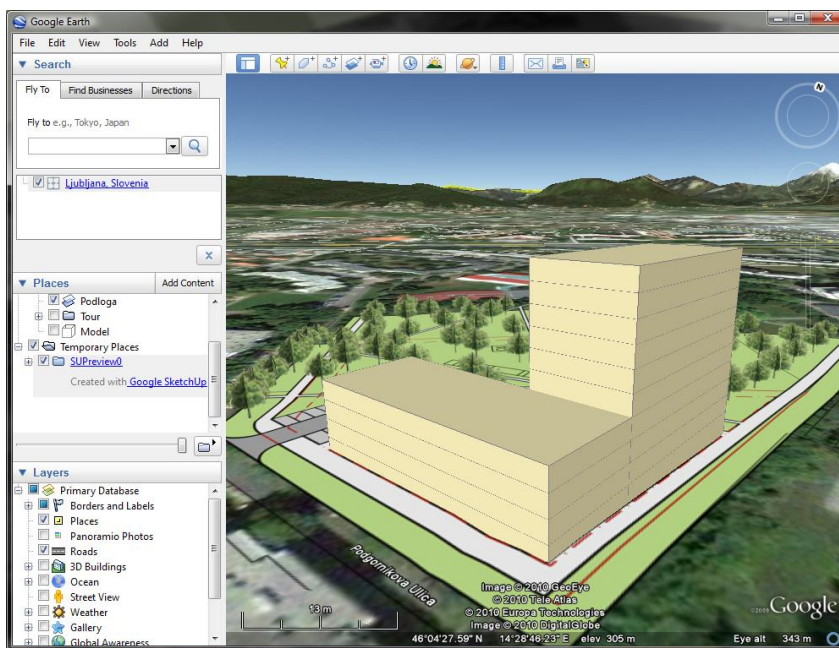 Google Earth
File Edit View Tools Add Help
Search
Fly To Find Businesses Directions
Fly to e.g., Tokyo, Japan
Ljubljana, Slovenia
Places Add Content
Podloga
Tour
Model
Temporary Places
SUPreview0
Created with Google SketchUp
Layers
Primary Database
Borders and Labels
Places
Panoramio Photos
Roads
3D Buildings
Ocean
Street View
Weather
Gallery
Global Awareness
N
Podgornikova Ulica
13 m
Image © 2010 GeoEye
© 2010 Tele Atlas
© 2010 Europa Technologies
Image © 2010 DigitalGlobe
©2009 Google
46°04'27.59" N 14°28'46.23" E elev 305 m Eye alt 343 m